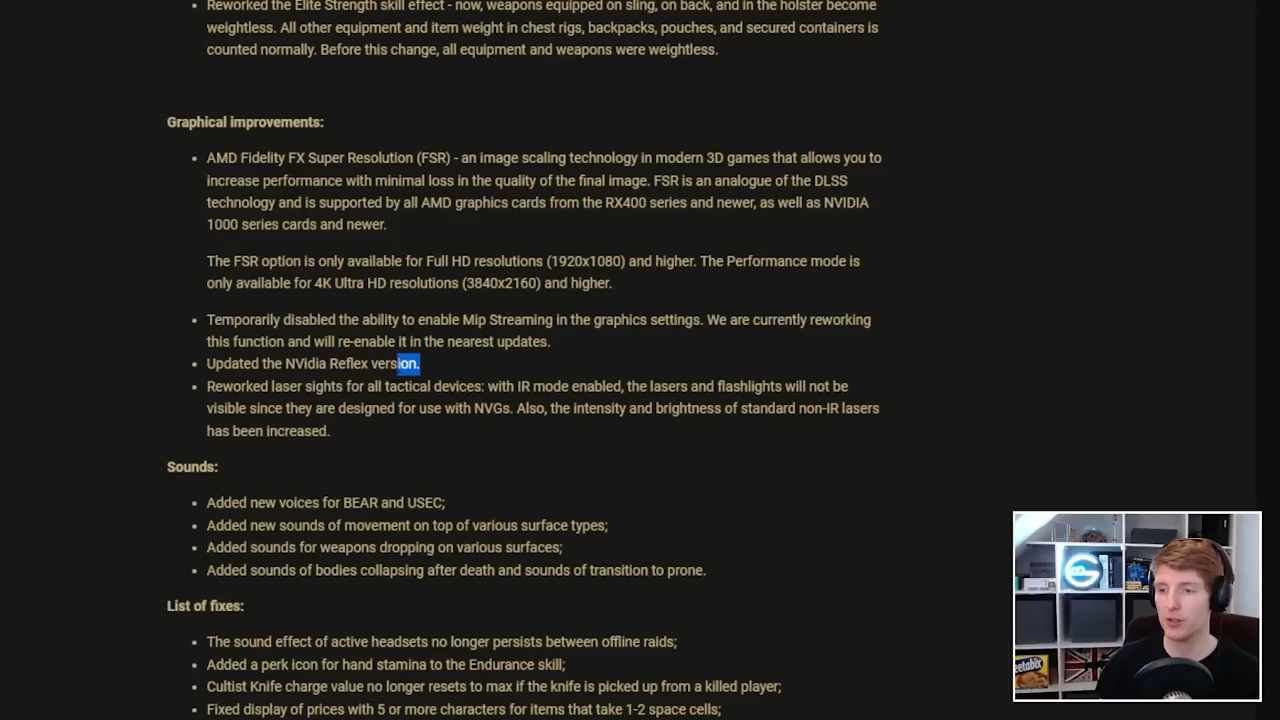 Reworked the Elite Strength skill effect - now, weapons equipped on sling, on back, and in the holster become
weightless. All other equipment and item weight in chest rigs, backpacks, pouches, and secured containers is
counted normally. Before this change, all equipment and weapons were weightless.
Graphical improvements:
AMD Fidelity FX Super Resolution (FSR) - an image scaling technology in modern 3D games that allows you to
increase performance with minimal loss in the quality of the final image. FSR is an analogue of the DLSS
technology and is supported by all AMD graphics cards from the RX400 series and newer, as well as NVIDIA
1000 series cards and newer.
The FSR option is only available for Full HD resolutions (1920x1080) and higher. The Performance mode is
only available for 4K Ultra HD resolutions (3840x2160) and higher.
Temporarily disabled the ability to enable Mip Streaming in the graphics settings. We are currently reworking
this function and will re-enable it in the nearest updates.
Updated the NVidia Reflex version.
Reworked laser sights for all tactical devices: with IR mode enabled, the lasers and flashlights will not be
visible since they are designed for use with NVGs. Also, the intensity and brightness of standard non-IR lasers
has been increased.
Sounds:
Added new voices for BEAR and USEC;
Added new sounds of movement on top of various surface types;
Added sounds for weapons dropping on various surfaces;
Added sounds of bodies collapsing after death and sounds of transition to prone.
List of fixes:
The sound effect of active headsets no longer persists between offline raids;
Added a perk icon for hand stamina to the Endurance skill;
Cultist Knife charge value no longer resets to max if the knife is picked up from a killed player;
Fixed display of prices with 5 or more characters for items that take 1-2 space cells;